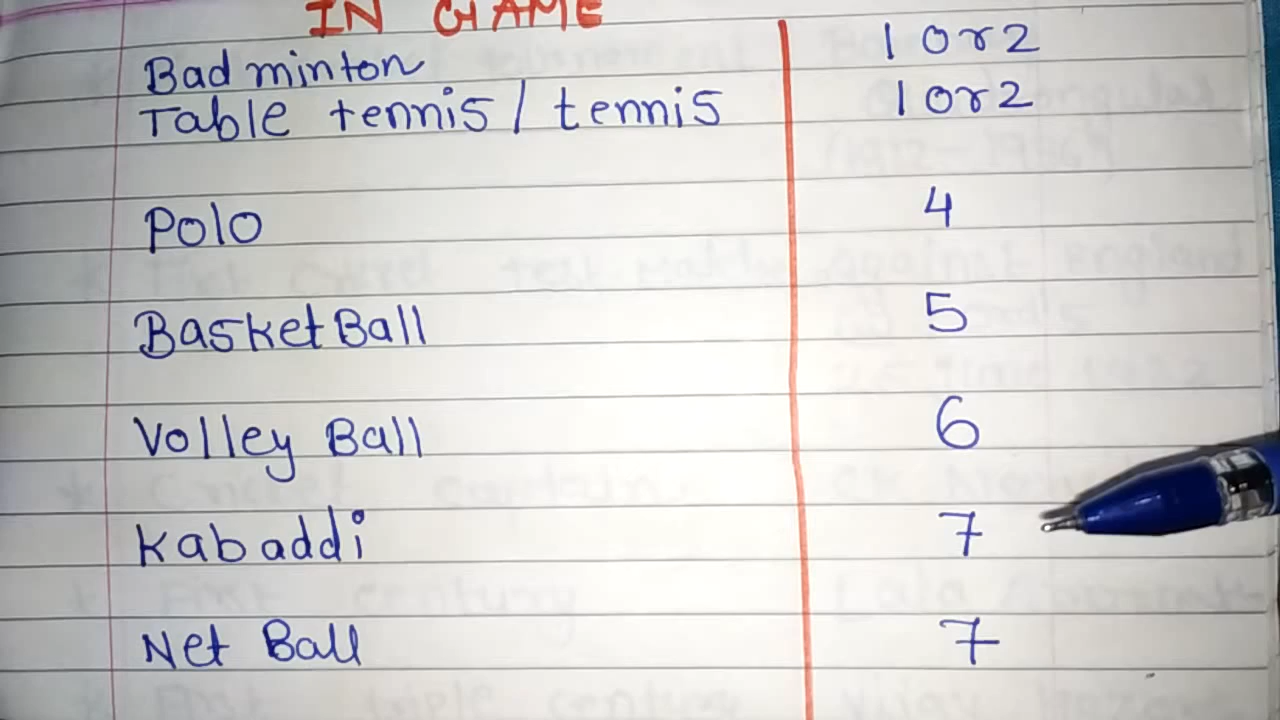 IN GAME
Badminton 1 or 2
Table tennis / tennis 1 or 2
Polo 4
BasketBall 5
Volley Ball 6
Kabaddi 7
Net Ball 7